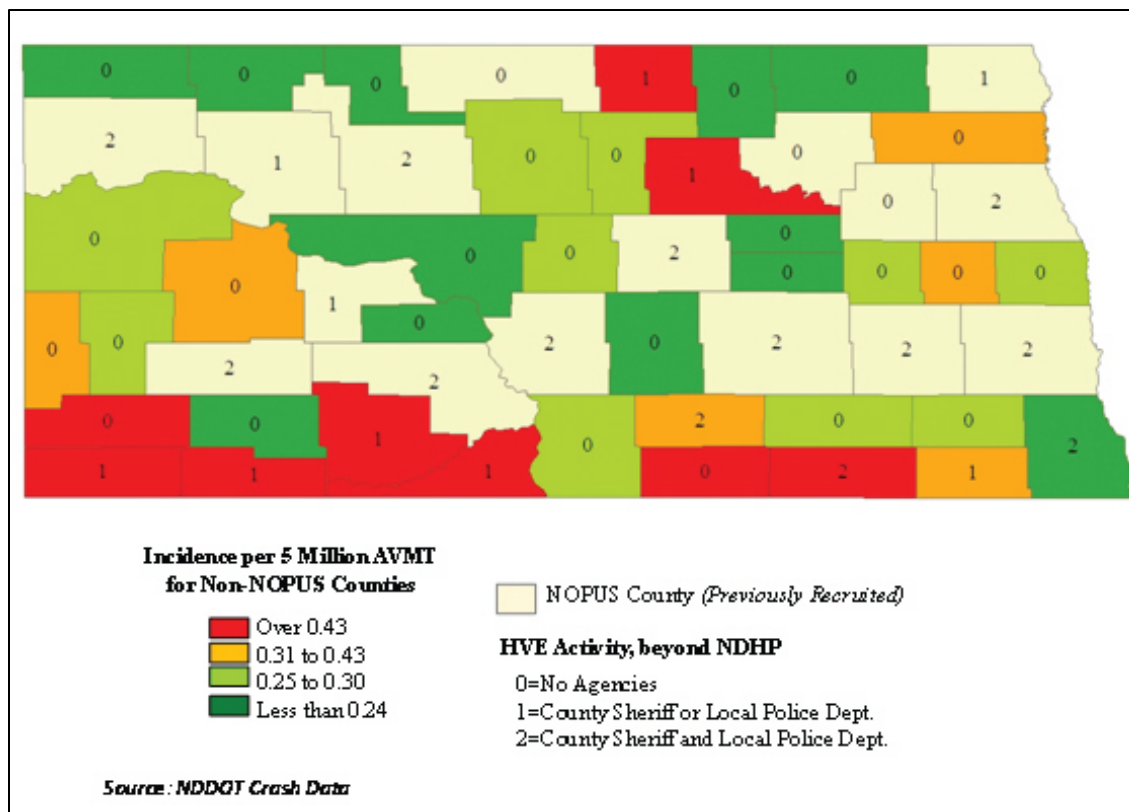 0 0 0 0 1 0 0 1
2 1 2 0 0 1 0 0
0 2
0 0 0 0 2 0 0 0 0
0 1 0 2 0 2 2 2
0 0 2 2
0 0 1 0 2 0 0 2
1 1 1 0 2 1
Incidence per 5 Million AVMT
for Non-NOPUS Counties
Over 0.43
0.31 to 0.43
0.25 to 0.30
Less than 0.24
NOPUS County (Previously Recruited)
HVE Activity, beyond NDHP
0=No Agencies
1=County Sheriff or Local Police Dept.
2=County Sheriff and Local Police Dept.
Source: NDDOT Crash Data